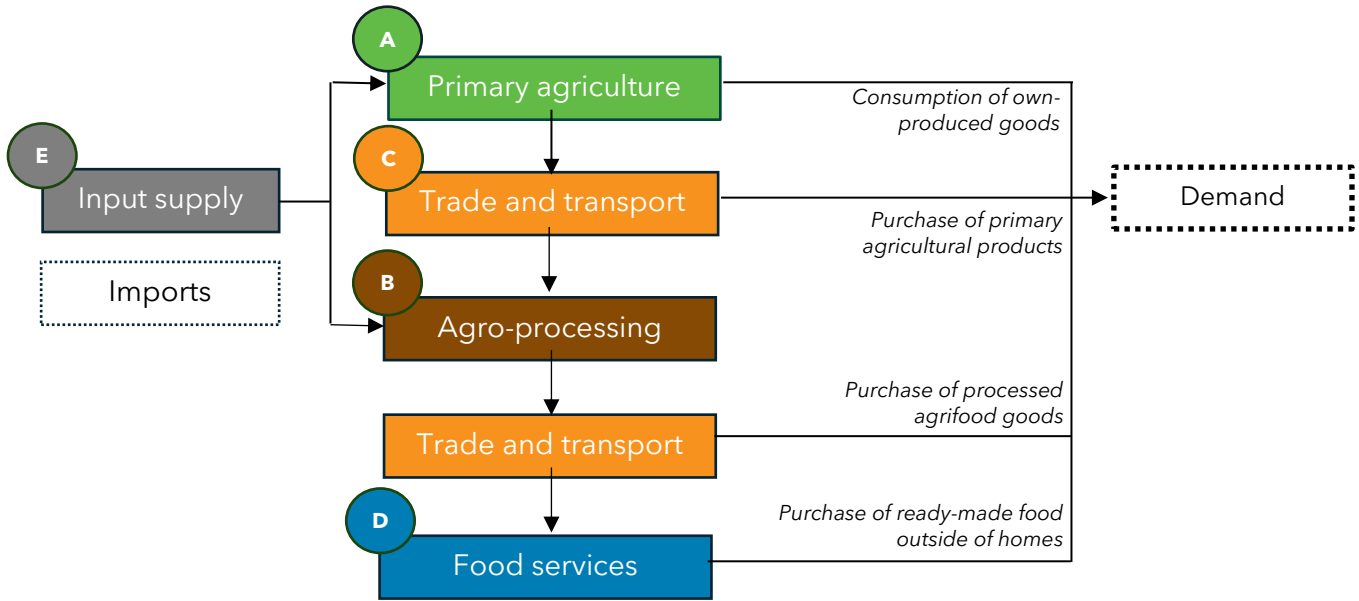 A
Primary agriculture
Consumption of own-
produced goods
E
Input supply
C
Trade and transport
Demand
Purchase of primary
agricultural products
Imports
B
Agro-processing
Purchase of processed
agrifood goods
Trade and transport
D
Purchase of ready-made food
outside of homes
Food services